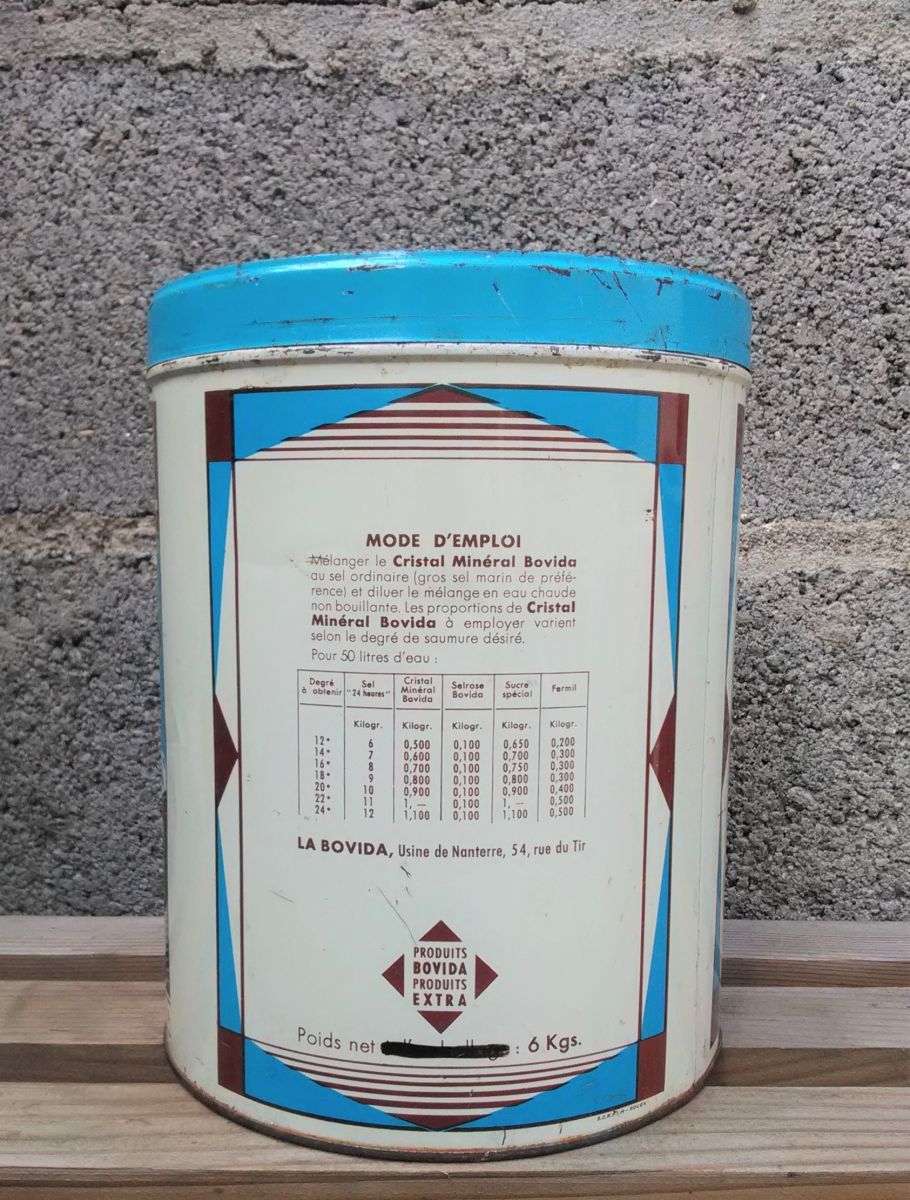 MODE D'EMPLOI
Mélanger le Cristal Minéral Bovida
au sel ordinaire (gros sel marin de préfé-
rence) et diluer le mélange en eau chaude
non bouillante. Les proportions de Cristal
Minéral Bovida à employer varient
selon le degré de saumure désiré.
Pour 50 litres d'eau :
Degré à obtenir Sel "24 heures" Cristal Minéral Bovida Selrose Bovida Sucre spécial Fermil
Kilogr. Kilogr. Kilogr. Kilogr. Kilogr.
12° 6 0,500 0,100 0,650 0,200
14° 7 0,600 0,100 0,700 0,300
16° 8 0,700 0,100 0,750 0,300
18° 9 0,800 0,100 0,800 0,300
20° 10 0,900 0,100 0,900 0,400
22° 11 1, — 0,100 1, — 0,500
24° 12 1,100 0,100 1,100 0,500
LA BOVIDA, Usine de Nanterre, 54, rue du Tir
PRODUITS
BOVIDA
PRODUITS
EXTRA
Poids net : 6 Kgs.